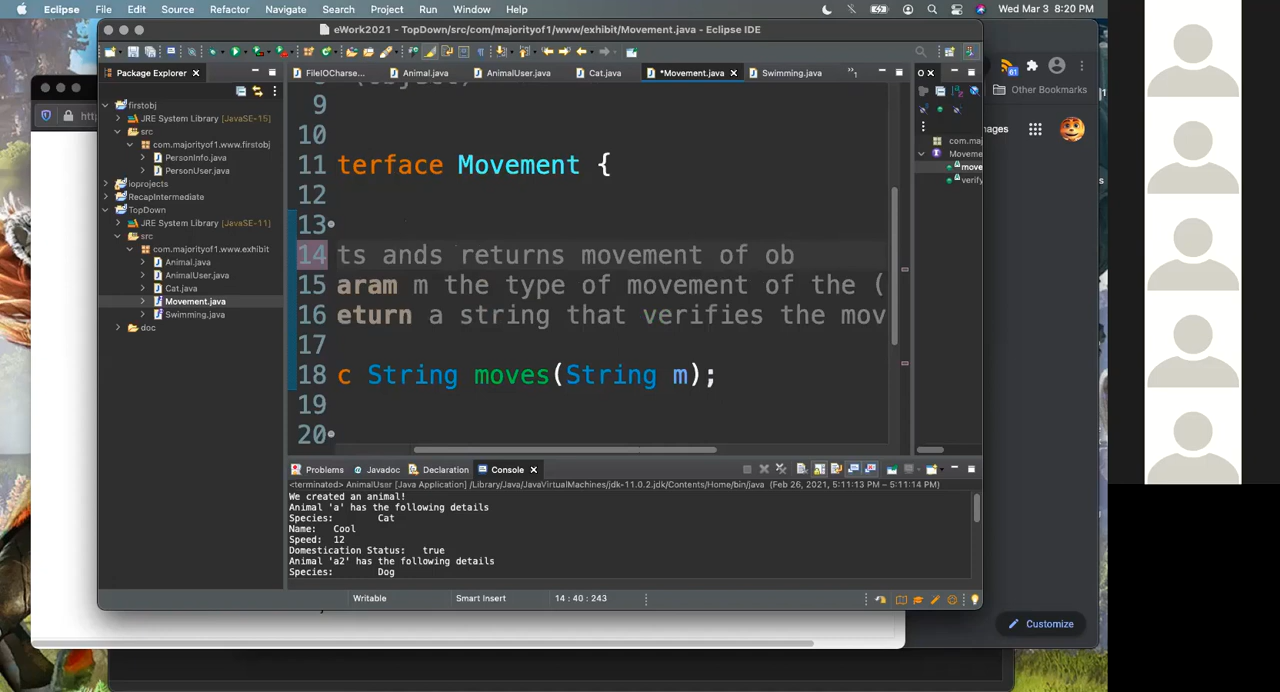 Eclipse File Edit Source Refactor Navigate Search Project Run Window Help Wed Mar 3 8:20 PM
eWork2021 - TopDown/src/com/majorityof1/www/exhibit/Movement.java - Eclipse IDE
Package Explorer
FileIOCharse... Animal.java AnimalUser.java Cat.java *Movement.java Swimming.java
61
Other Bookmarks
firstobj
JRE System Library [JavaSE-15]
src
com.majorityof1.www.firstobj
PersonInfo.java
PersonUser.java
Ioprojects
RecapIntermediate
TopDown
JRE System Library [JavaSE-11]
src
com.majorityof1.www.exhibit
Animal.java
AnimalUser.java
Cat.java
Movement.java
Swimming.java
doc
9
10
11 terface Movement {
12
13
14 ts ands returns movement of ob
15 aram m the type of movement of the (
16 eturn a string that verifies the mov
17
18 c String moves(String m);
19
20
com.maj
Movem
move
verify
mages
Problems Javadoc Declaration Console
<terminated> AnimalUser [Java Application] /Library/Java/JavaVirtualMachines/jdk-11.0.2.jdk/Contents/Home/bin/java (Feb 26, 2021, 5:11:13 PM – 5:11:14 PM)
We created an animal!
Animal 'a' has the following details
Species: Cat
Name: Cool
Speed: 12
Domestication Status: true
Animal 'a2' has the following details
Species: Dog
Writable Smart Insert 14 : 40 : 243
Customize